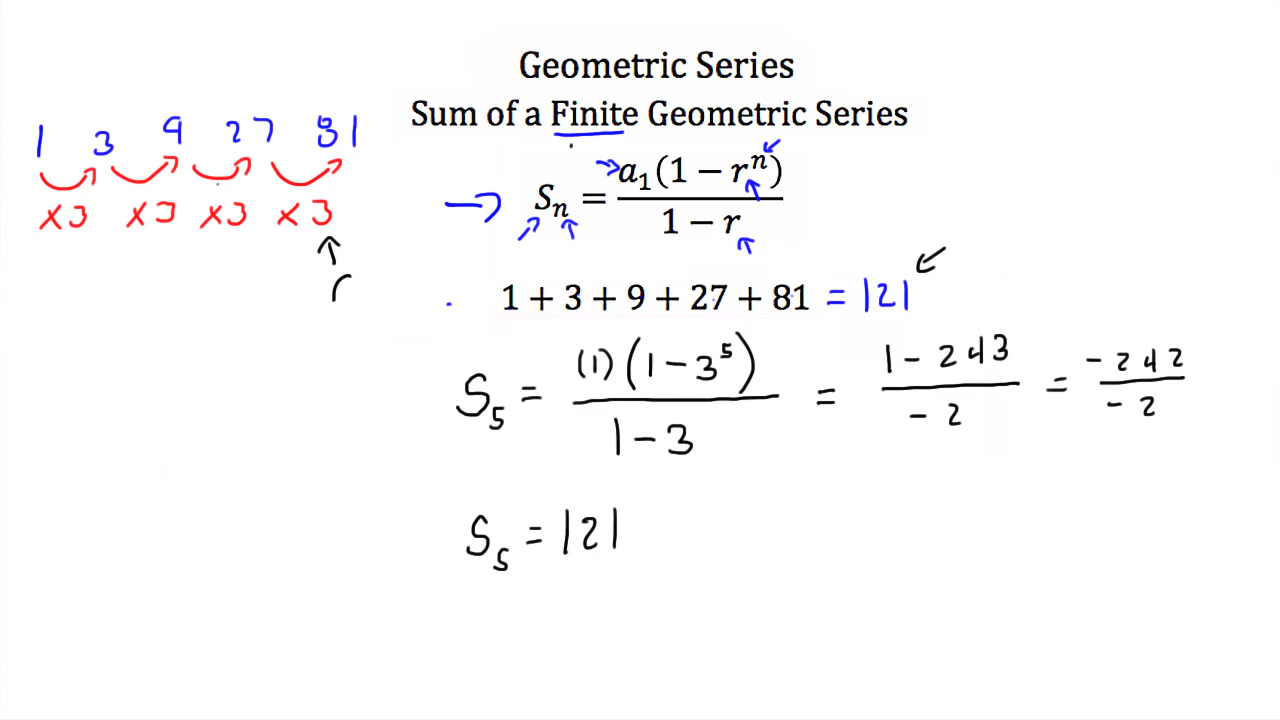 Geometric Series
Sum of a Finite Geometric Series
1 3 9 27 81
×3 ×3 ×3 ×3
r
Sₙ = a₁(1 − rⁿ) / (1 − r)
1 + 3 + 9 + 27 + 81 = 121
S₅ = (1)(1 − 3⁵) / (1 − 3) = (1 − 243) / (−2) = −242 / −2
S₅ = 121